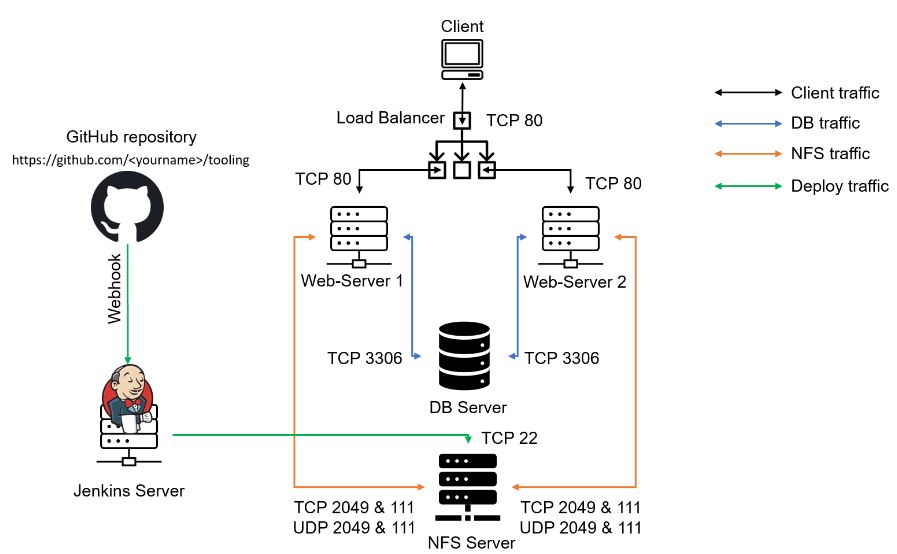 Client
Load Balancer
TCP 80
Client traffic
DB traffic
NFS traffic
Deploy traffic
GitHub repository
https://github.com/<yourname>/tooling
TCP 80
TCP 80
Webhook
Web-Server 1
Web-Server 2
TCP 3306
TCP 3306
DB Server
TCP 22
Jenkins Server
TCP 2049 & 111
UDP 2049 & 111
TCP 2049 & 111
UDP 2049 & 111
NFS Server